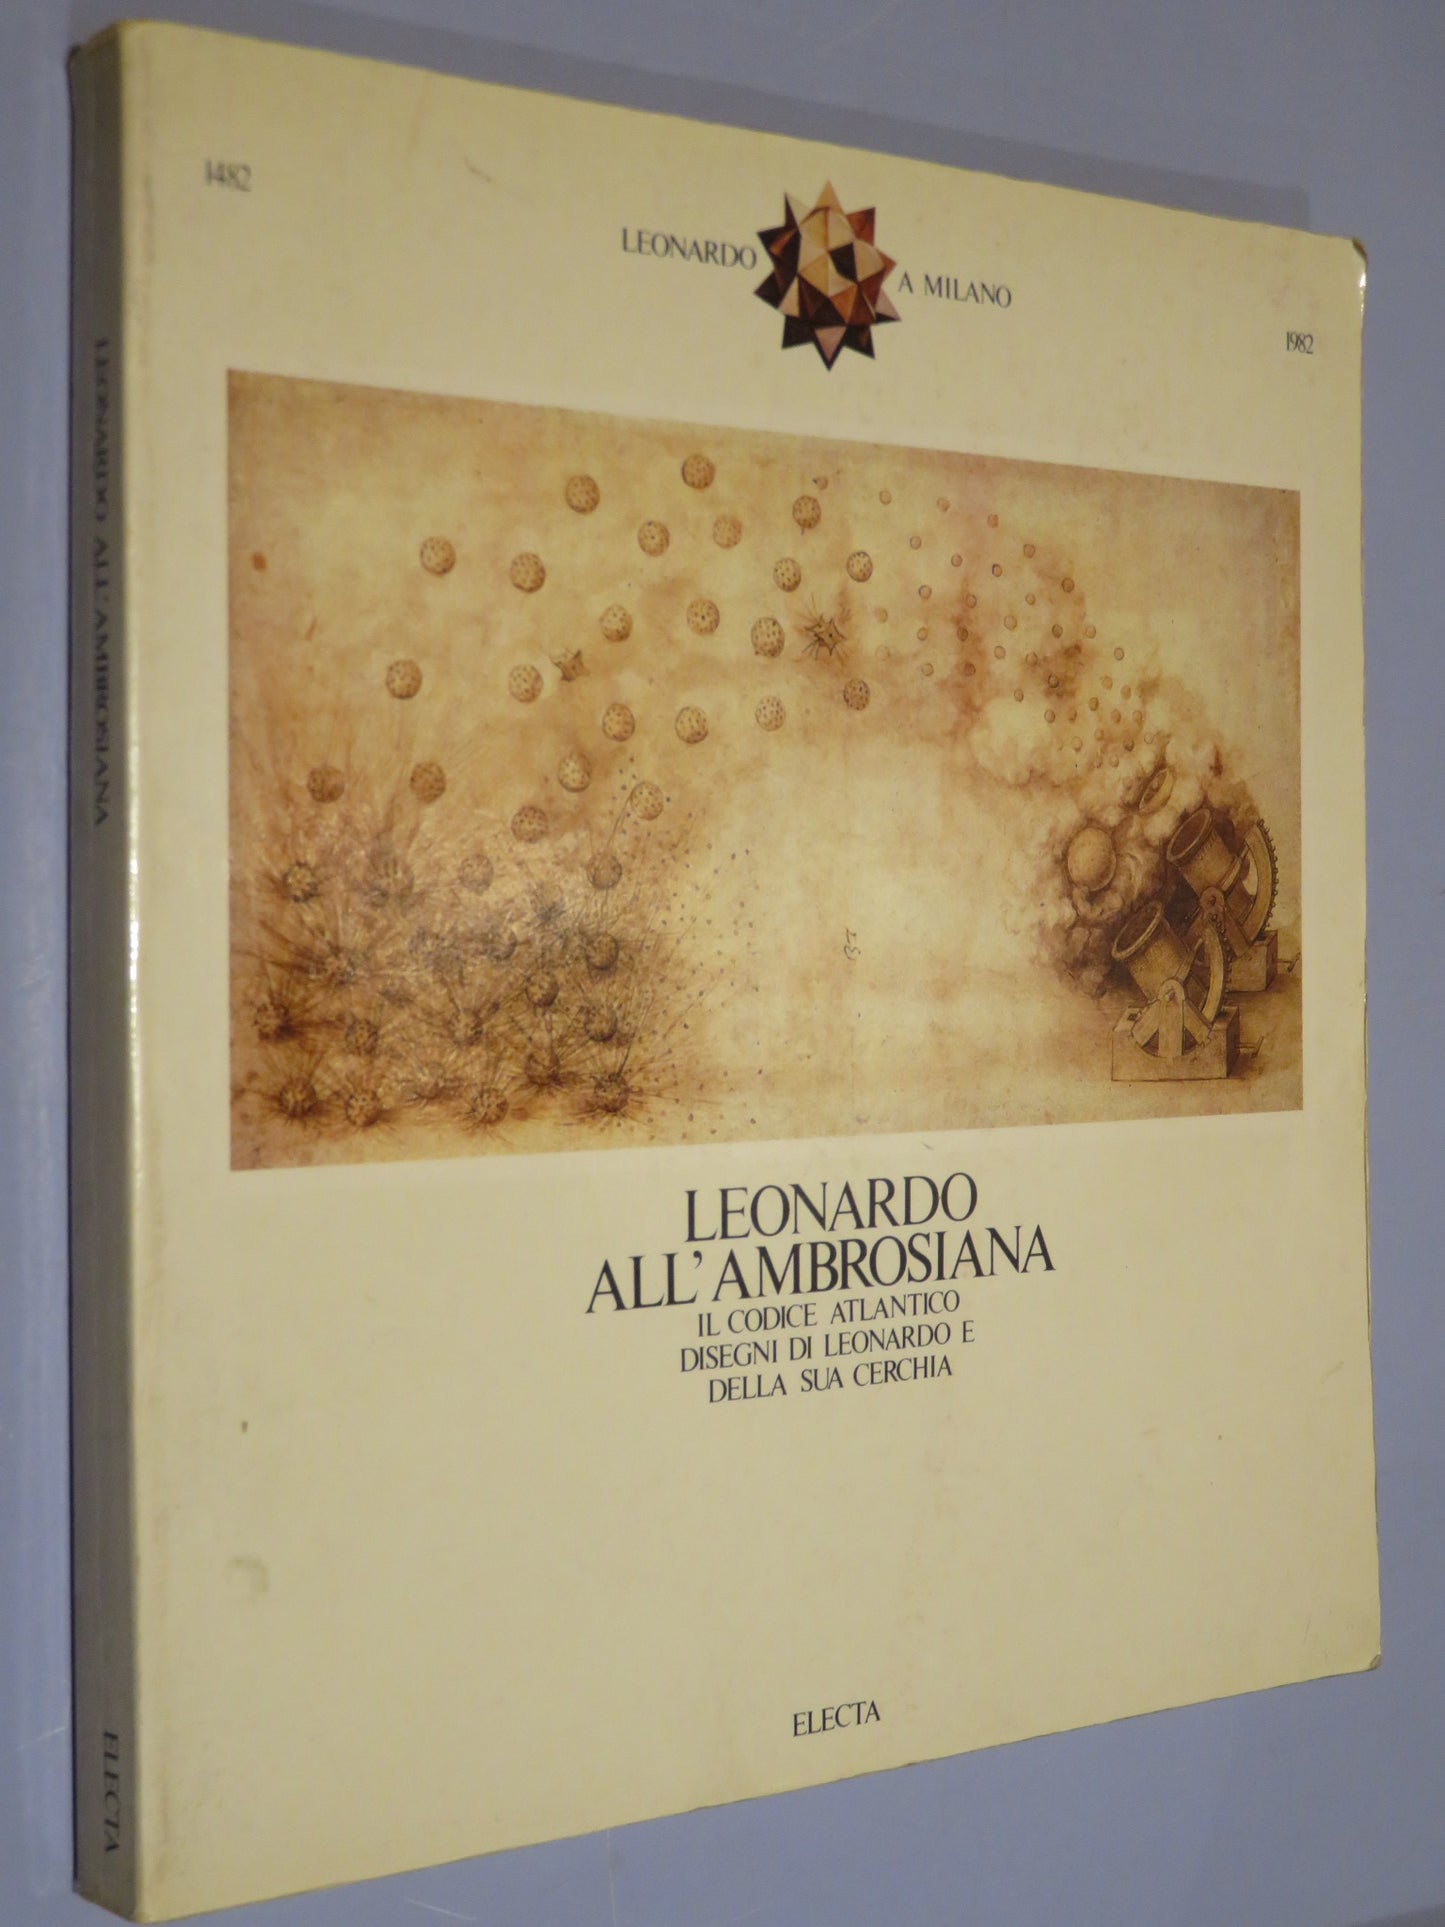 1482
LEONARDO A MILANO
1982
LEONARDO
ALL'AMBROSIANA
IL CODICE ATLANTICO
DISEGNI DI LEONARDO E
DELLA SUA CERCHIA
ELECTA
LEONARDO ALL'AMBROSIANA
ELECTA